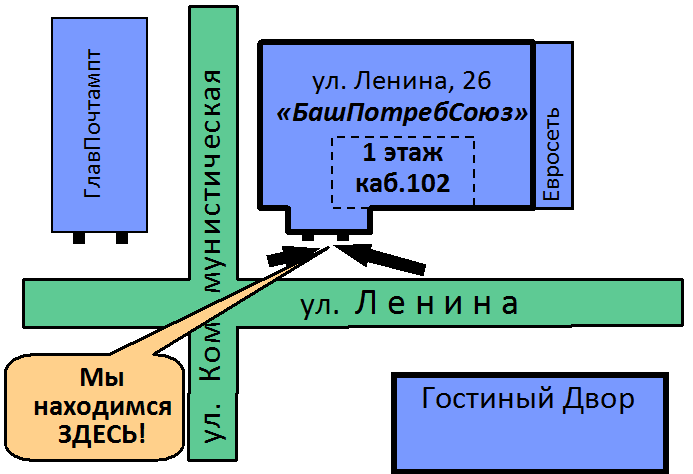 ГлавПочтампт
ул. Коммунистическая
ул. Ленина, 26
«БашПотребСоюз»
1 этаж
каб.102
Евросеть
ул. Ленина
Мы
находимся
ЗДЕСЬ!
Гостиный Двор